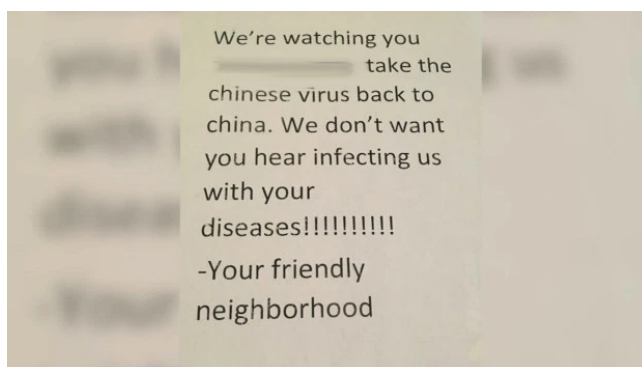 We're watching you
take the
chinese virus back to
china. We don't want
you hear infecting us
with your
diseases!!!!!!!!!!
-Your friendly
neighborhood